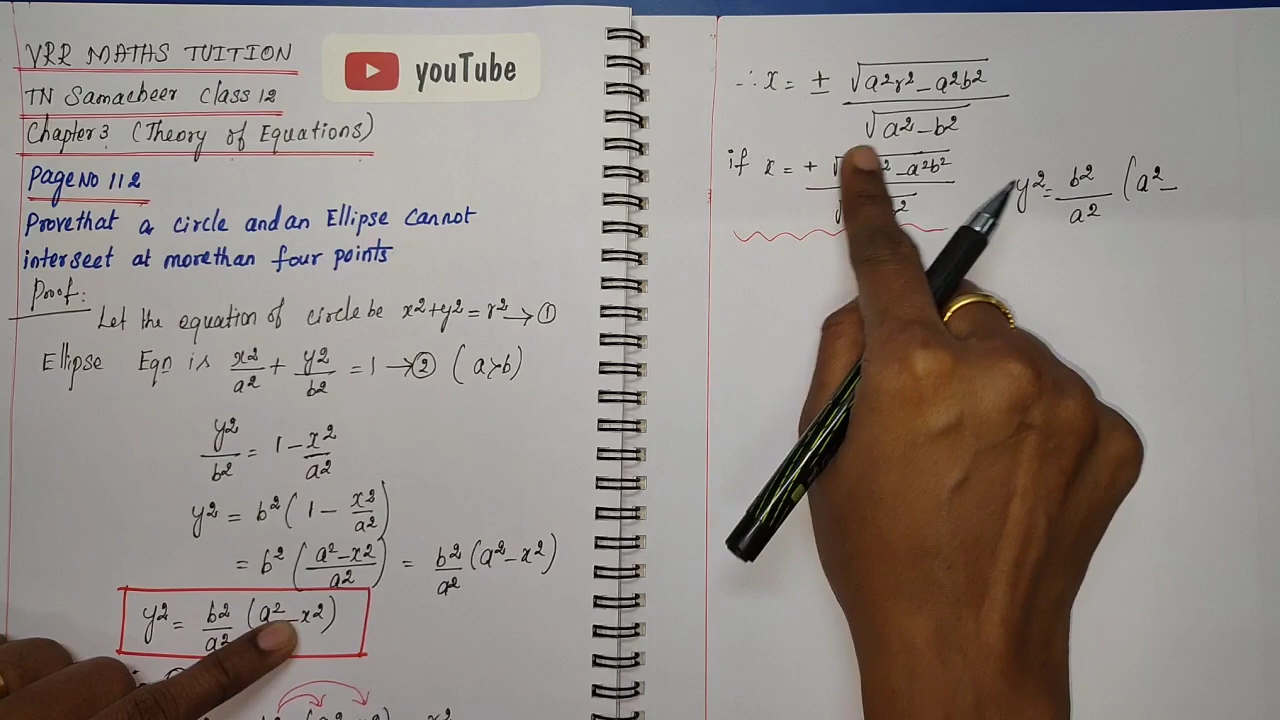 VRR MATHS TUITION
youTube
TN Samacheer Class 12
Chapter 3 (Theory of Equations)
Page No 112
Prove that a circle and an Ellipse cannot
intersect at more than four points
Proof:
Let the equation of circle be x²+y²=r² → ①
Ellipse Eqn is x²/a² + y²/b² = 1 → ② (a>b)
y²/b² = 1 - x²/a²
y² = b² (1 - x²/a²)
= b² ((a²-x²)/a²) = b²/a² (a²-x²)
y² = b²/a² (a²-x²)
∴ x = ± √(a²r² - a²b²) / √(a² - b²)
if x = + √ ² - a²b²
y² = b²/a² (a² -